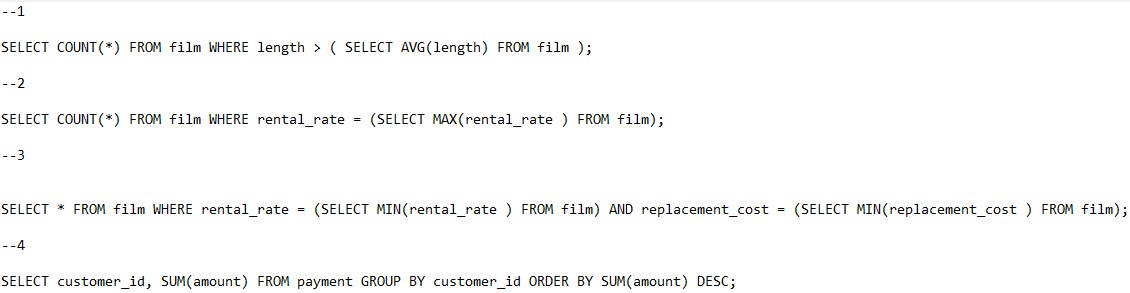 --1
SELECT COUNT(*) FROM film WHERE length > ( SELECT AVG(length) FROM film );
--2
SELECT COUNT(*) FROM film WHERE rental_rate = (SELECT MAX(rental_rate ) FROM film);
--3
SELECT * FROM film WHERE rental_rate = (SELECT MIN(rental_rate ) FROM film) AND replacement_cost = (SELECT MIN(replacement_cost ) FROM film);
--4
SELECT customer_id, SUM(amount) FROM payment GROUP BY customer_id ORDER BY SUM(amount) DESC;